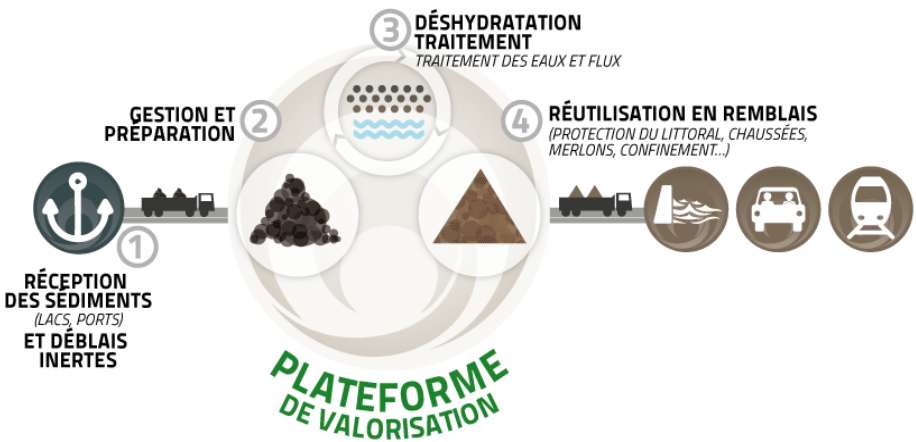 3
DÉSHYDRATATION
TRAITEMENT
TRAITEMENT DES EAUX ET FLUX
GESTION ET
PRÉPARATION
2
4
RÉUTILISATION EN REMBLAIS
(PROTECTION DU LITTORAL, CHAUSSÉES,
MERLONS, CONFINEMENT...)
1
RÉCEPTION
DES SÉDIMENTS
(LACS, PORTS)
ET DÉBLAIS
INERTES
PLATEFORME
DE VALORISATION